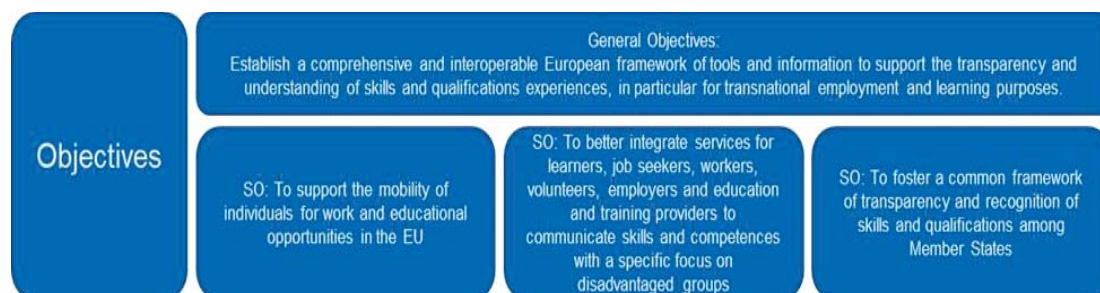 Objectives
General Objectives:
Establish a comprehensive and interoperable European framework of tools and information to support the transparency and
understanding of skills and qualifications experiences, in particular for transnational employment and learning purposes.
SO: To support the mobility of
individuals for work and educational
opportunities in the EU
SO: To better integrate services for
learners, job seekers, workers,
volunteers, employers and education
and training providers to
communicate skills and competences
with a specific focus on
disadvantaged groups
SO: To foster a common framework
of transparency and recognition of
skills and qualifications among
Member States